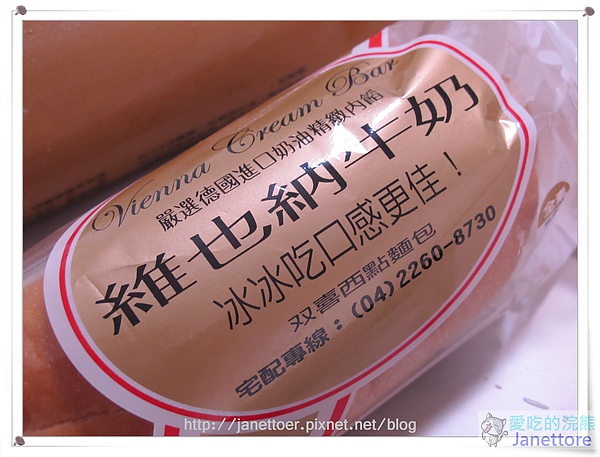 Vienna Cream Bar
嚴選德國進口奶油精緻內餡
維也納牛奶
冰冰吃口感更佳！
双喜西點麵包
宅配專線：(04)2260-8730
http://janettoer.pixnet.net/blog
愛吃的浣熊
Janettore